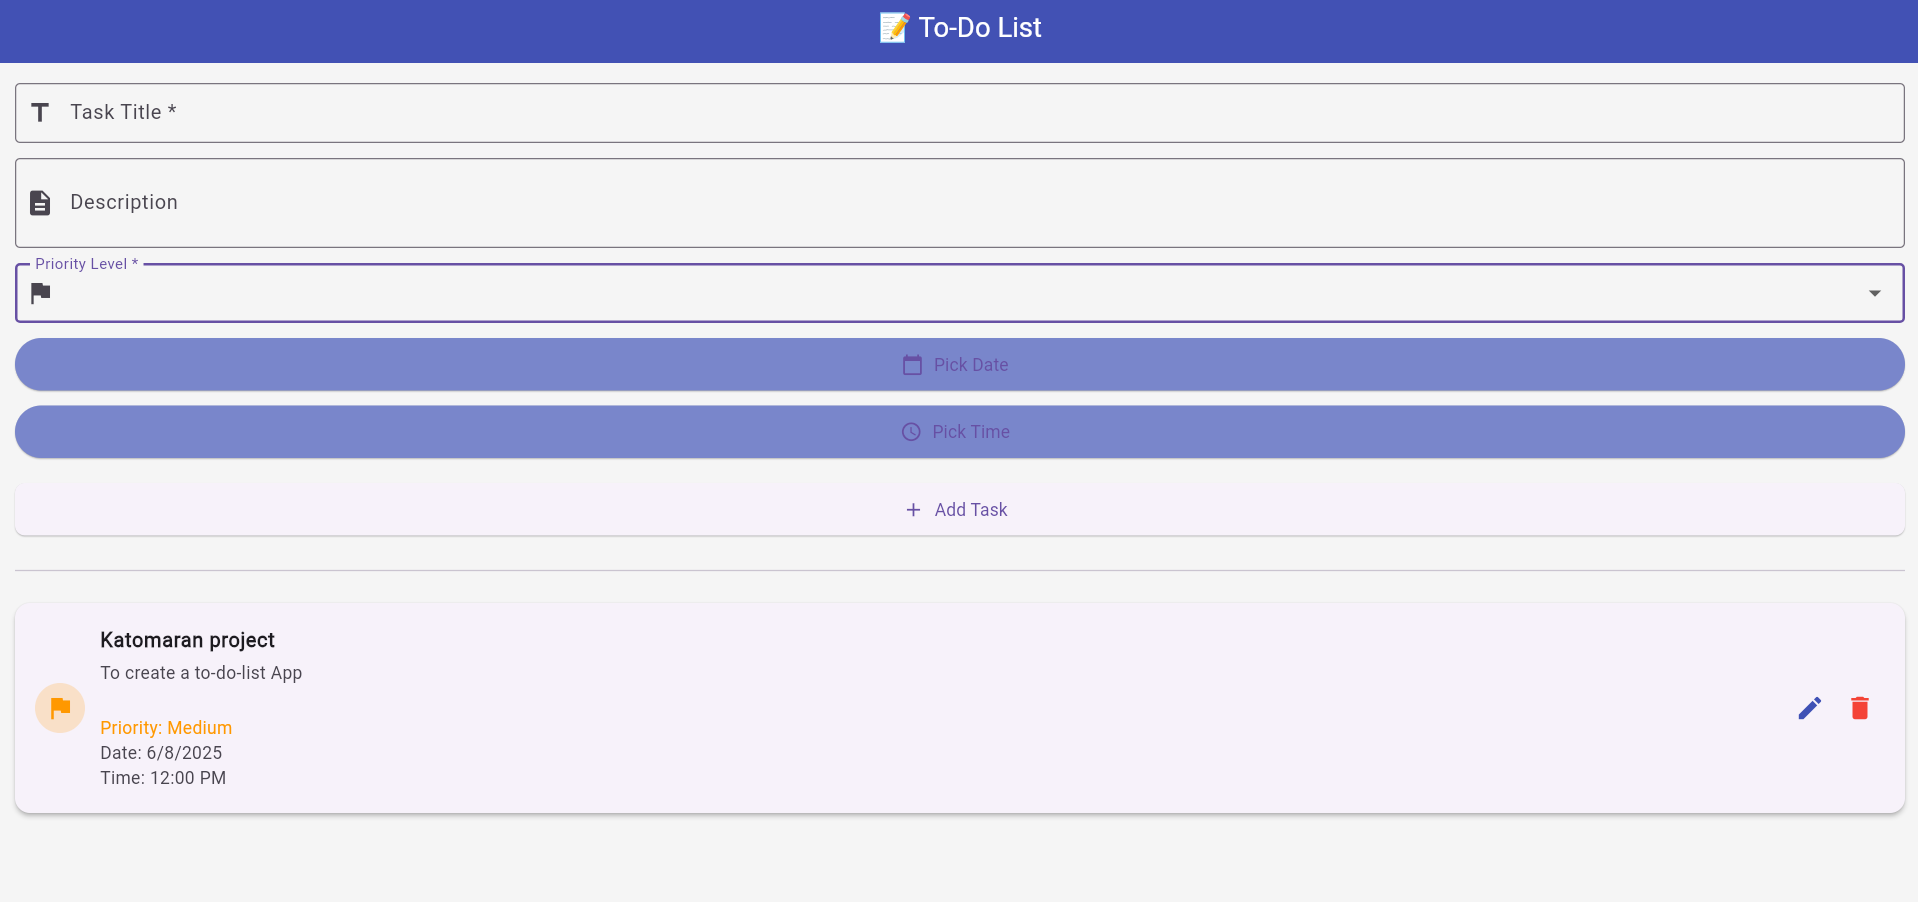 📝 To-Do List
Task Title *
Description
Priority Level *
Pick Date
Pick Time
+ Add Task
Katomaran project
To create a to-do-list App
Priority: Medium
Date: 6/8/2025
Time: 12:00 PM